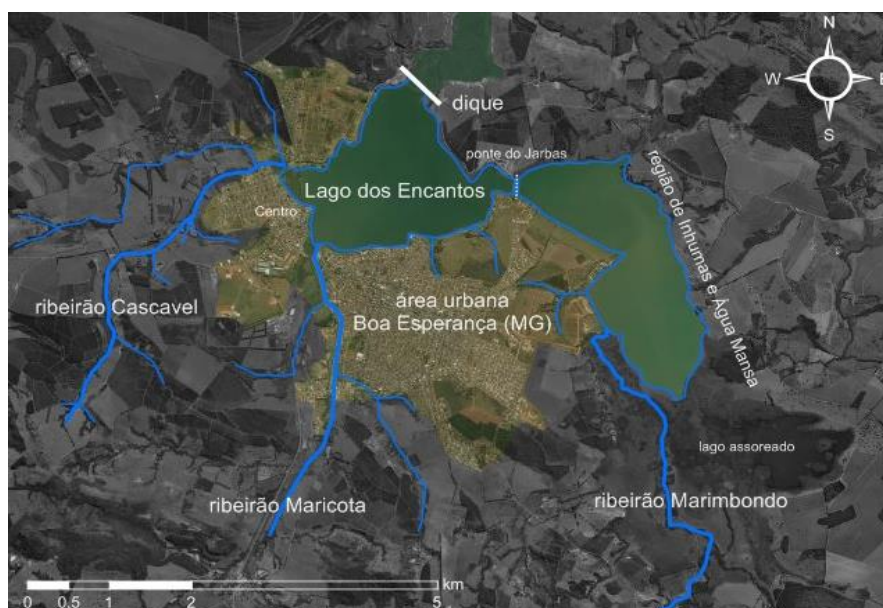 N
W
E
S
dique
ponte do Jarbas
região de Inhumas e Água Mansa
Lago dos Encantos
Centro
ribeirão Cascavel
área urbana
Boa Esperança (MG)
lago assoreado
ribeirão Maricota
ribeirão Marimbondo
km
0 0.5 1 2 5